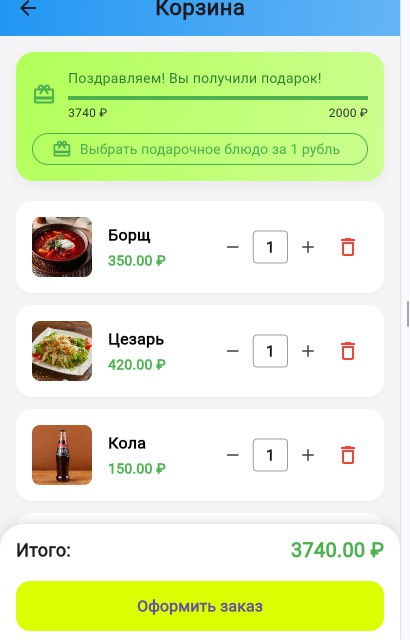 Корзина
Поздравляем! Вы получили подарок!
3740 ₽
2000 ₽
Выбрать подарочное блюдо за 1 рубль
Борщ
350.00 ₽
1
Цезарь
420.00 ₽
1
Кола
150.00 ₽
1
Итого:
3740.00 ₽
Оформить заказ